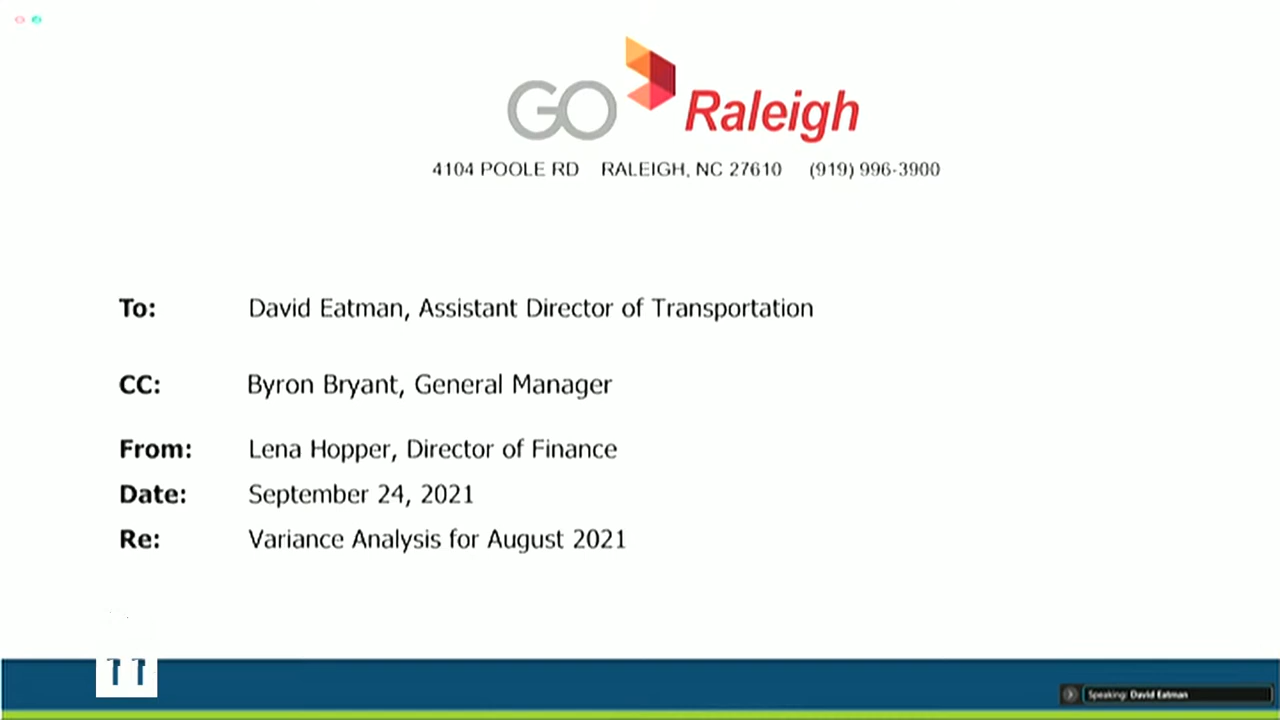 GO Raleigh
4104 POOLE RD RALEIGH, NC 27610 (919) 996-3900
To: David Eatman, Assistant Director of Transportation
CC: Byron Bryant, General Manager
From: Lena Hopper, Director of Finance
Date: September 24, 2021
Re: Variance Analysis for August 2021
11
Speaking: David Eatman